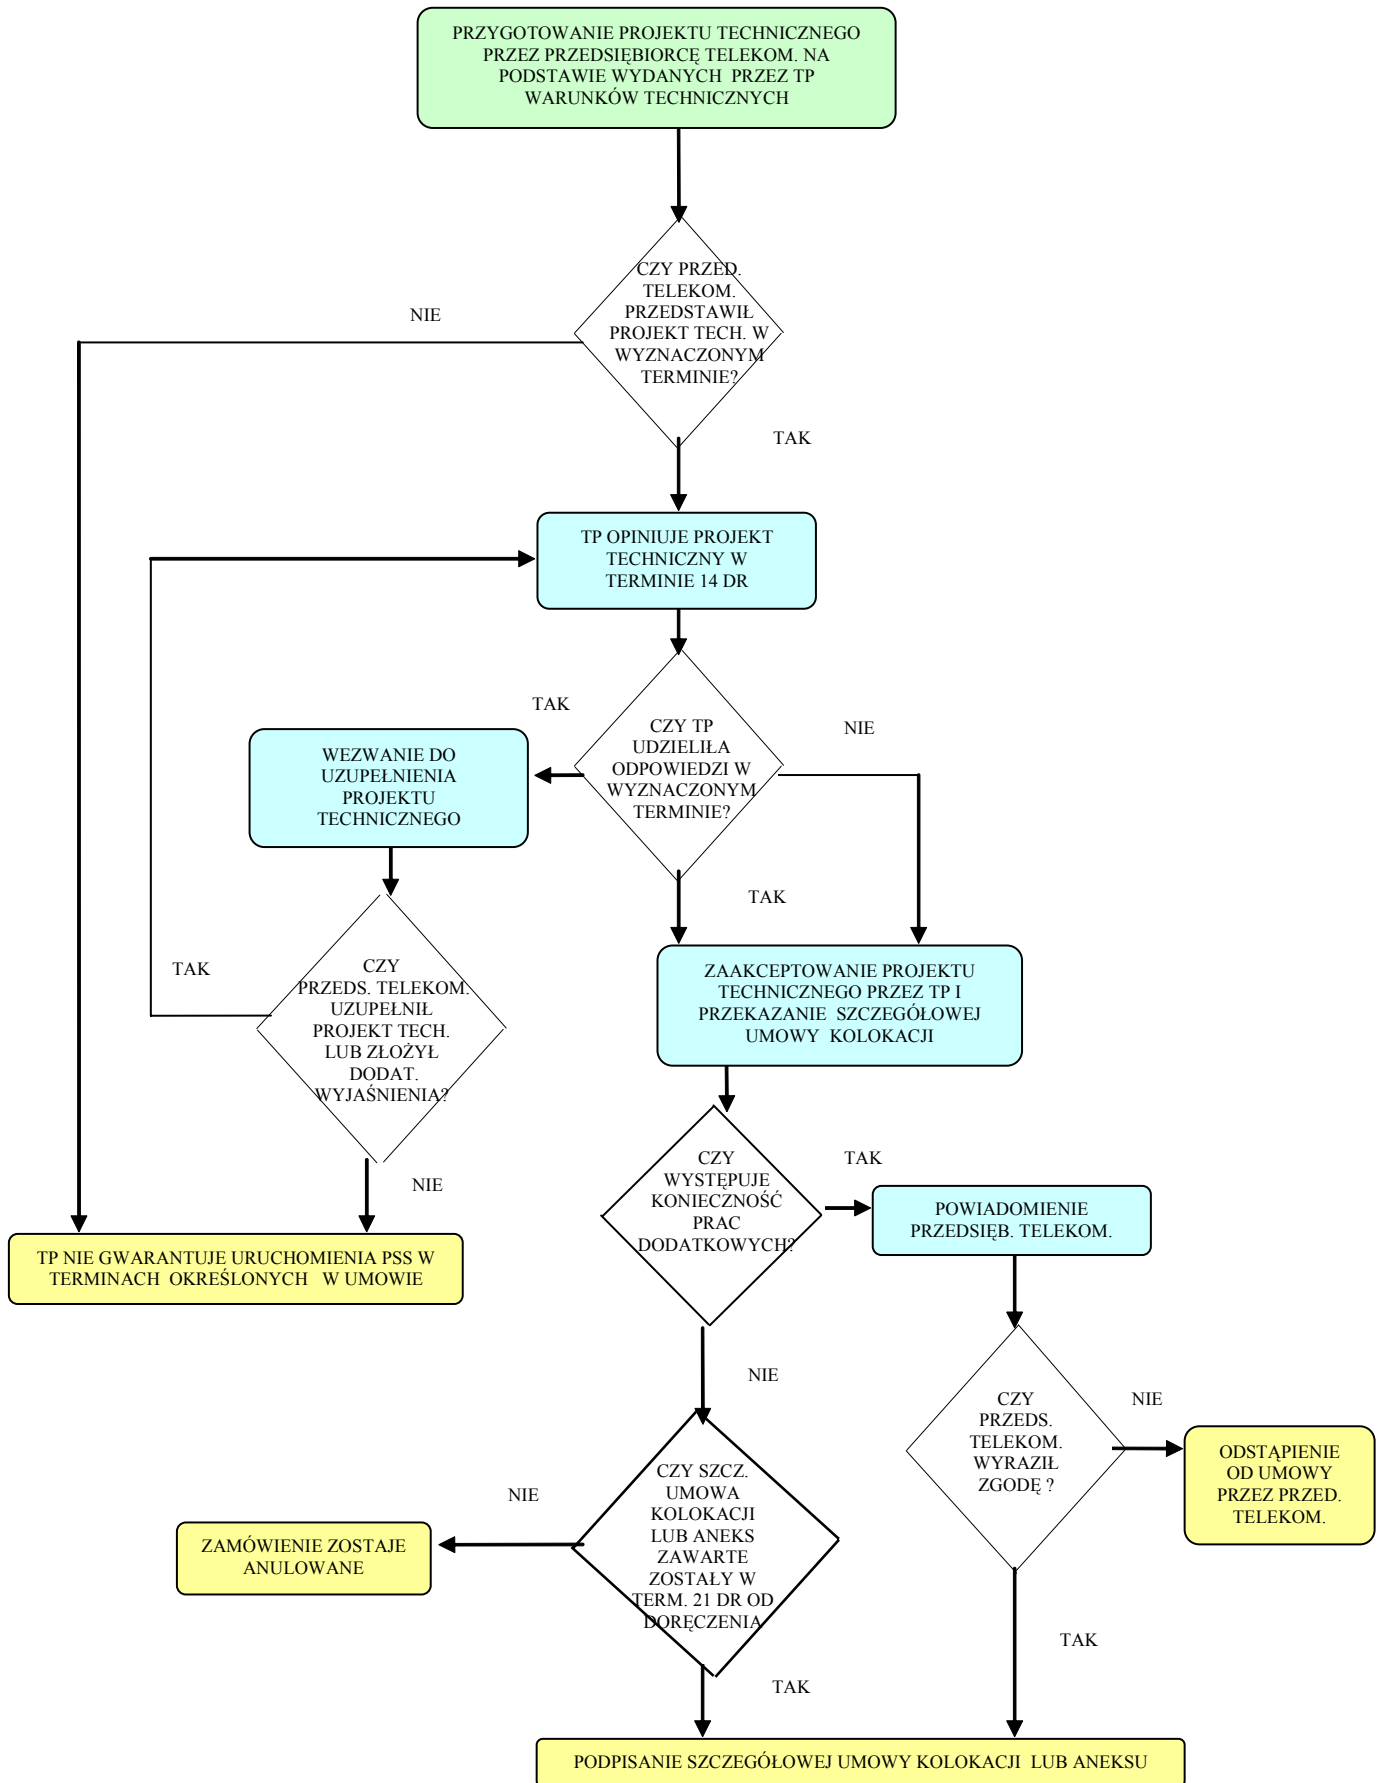 PRZYGOTOWANIE PROJEKTU TECHNICZNEGO
PRZEZ PRZEDSIĘBIORCĘ TELEKOM. NA
PODSTAWIE WYDANYCH PRZEZ TP
WARUNKÓW TECHNICZNYCH
CZY PRZED.
TELEKOM.
PRZEDSTAWIŁ
PROJEKT TECH. W
WYZNACZONYM
TERMINIE?
NIE
TAK
TP OPINIUJE PROJEKT
TECHNICZNY W
TERMINIE 14 DR
CZY TP
UDZIELIŁA
ODPOWIEDZI W
WYZNACZONYM
TERMINIE?
TAK
NIE
WEZWANIE DO
UZUPEŁNIENIA
PROJEKTU
TECHNICZNEGO
TAK
CZY
PRZEDS. TELEKOM.
UZUPEŁNIŁ
PROJEKT TECH.
LUB ZŁOŻYŁ
DODAT.
WYJAŚNIENIA?
TAK
NIE
ZAAKCEPTOWANIE PROJEKTU
TECHNICZNEGO PRZEZ TP I
PRZEKAZANIE SZCZEGÓŁOWEJ
UMOWY KOLOKACJI
TP NIE GWARANTUJE URUCHOMIENIA PSS W
TERMINACH OKREŚLONYCH W UMOWIE
CZY
WYSTĘPUJE
KONIECZNOŚĆ
PRAC
DODATKOWYCH?
TAK
POWIADOMIENIE
PRZEDSIĘB. TELEKOM.
NIE
CZY
PRZEDS.
TELEKOM.
WYRAZIŁ
ZGODĘ ?
NIE
ODSTĄPIENIE
OD UMOWY
PRZEZ PRZED.
TELEKOM.
CZY SZCZ.
UMOWA
KOLOKACJI
LUB ANEKS
ZAWARTE
ZOSTAŁY W
TERM. 21 DR OD
DORĘCZENIA
NIE
ZAMÓWIENIE ZOSTAJE
ANULOWANE
TAK
TAK
PODPISANIE SZCZEGÓŁOWEJ UMOWY KOLOKACJI LUB ANEKSU